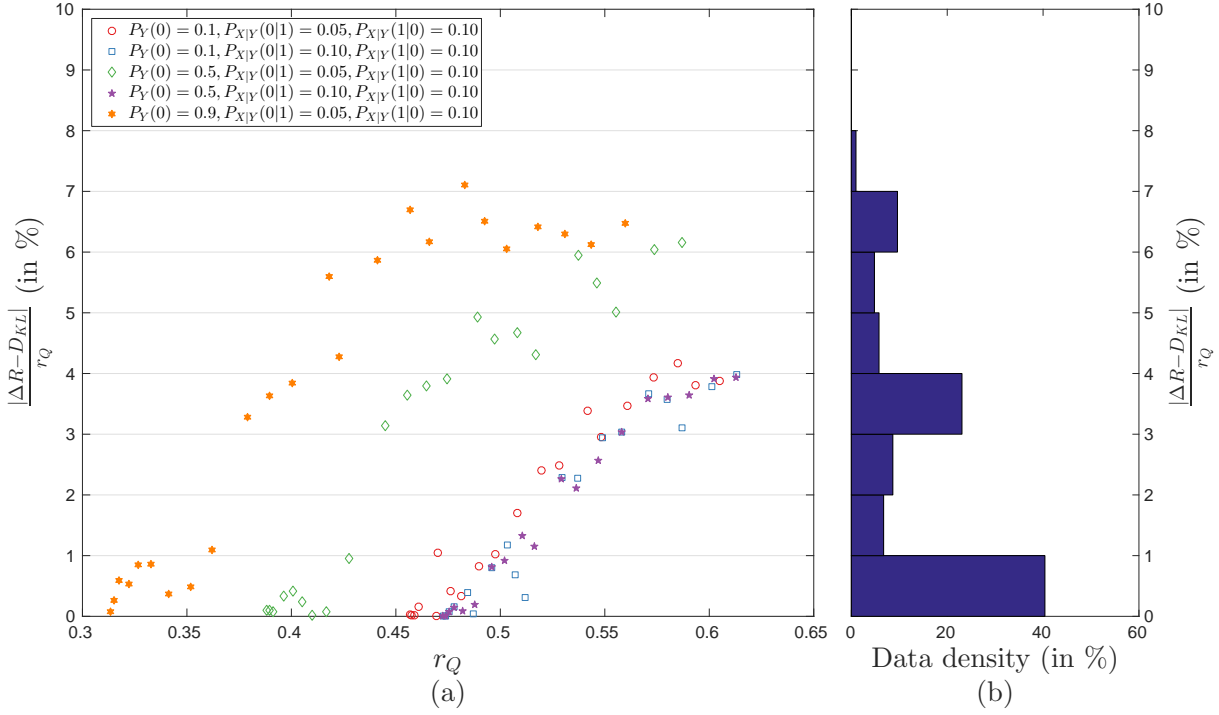 P_Y(0) = 0.1, P_{X|Y}(0|1) = 0.05, P_{X|Y}(1|0) = 0.10
P_Y(0) = 0.1, P_{X|Y}(0|1) = 0.10, P_{X|Y}(1|0) = 0.10
P_Y(0) = 0.5, P_{X|Y}(0|1) = 0.05, P_{X|Y}(1|0) = 0.10
P_Y(0) = 0.5, P_{X|Y}(0|1) = 0.10, P_{X|Y}(1|0) = 0.10
P_Y(0) = 0.9, P_{X|Y}(0|1) = 0.05, P_{X|Y}(1|0) = 0.10
10
9
8
7
6
5
4
3
2
1
0
|ΔR−D_{KL}| / r_Q (in %)
0.3 0.35 0.4 0.45 0.5 0.55 0.6 0.65
r_Q
(a)
10
9
8
7
6
5
4
3
2
1
0
|ΔR−D_{KL}| / r_Q (in %)
0 20 40 60
Data density (in %)
(b)